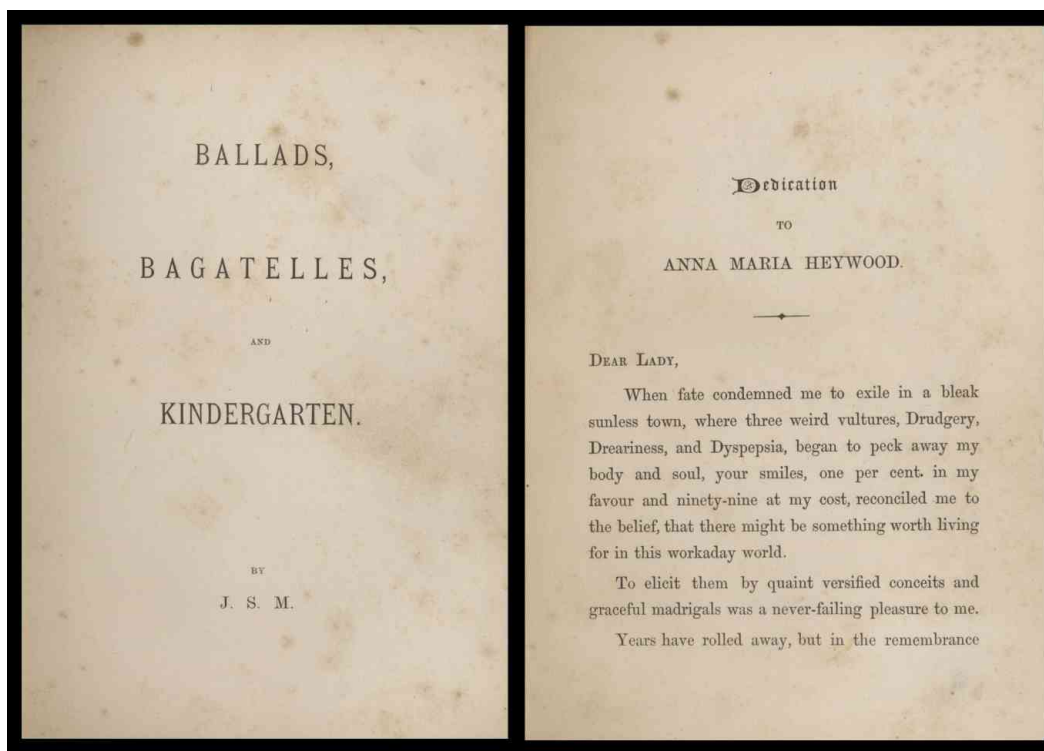 BALLADS,
BAGATELLES,
AND
KINDERGARTEN.
BY
J. S. M.
Dedication
TO
ANNA MARIA HEYWOOD.
DEAR LADY,
When fate condemned me to exile in a bleak
sunless town, where three weird vultures, Drudgery,
Dreariness, and Dyspepsia, began to peck away my
body and soul, your smiles, one per cent. in my
favour and ninety-nine at my cost, reconciled me to
the belief, that there might be something worth living
for in this workaday world.
To elicit them by quaint versified conceits and
graceful madrigals was a never-failing pleasure to me.
Years have rolled away, but in the remembrance